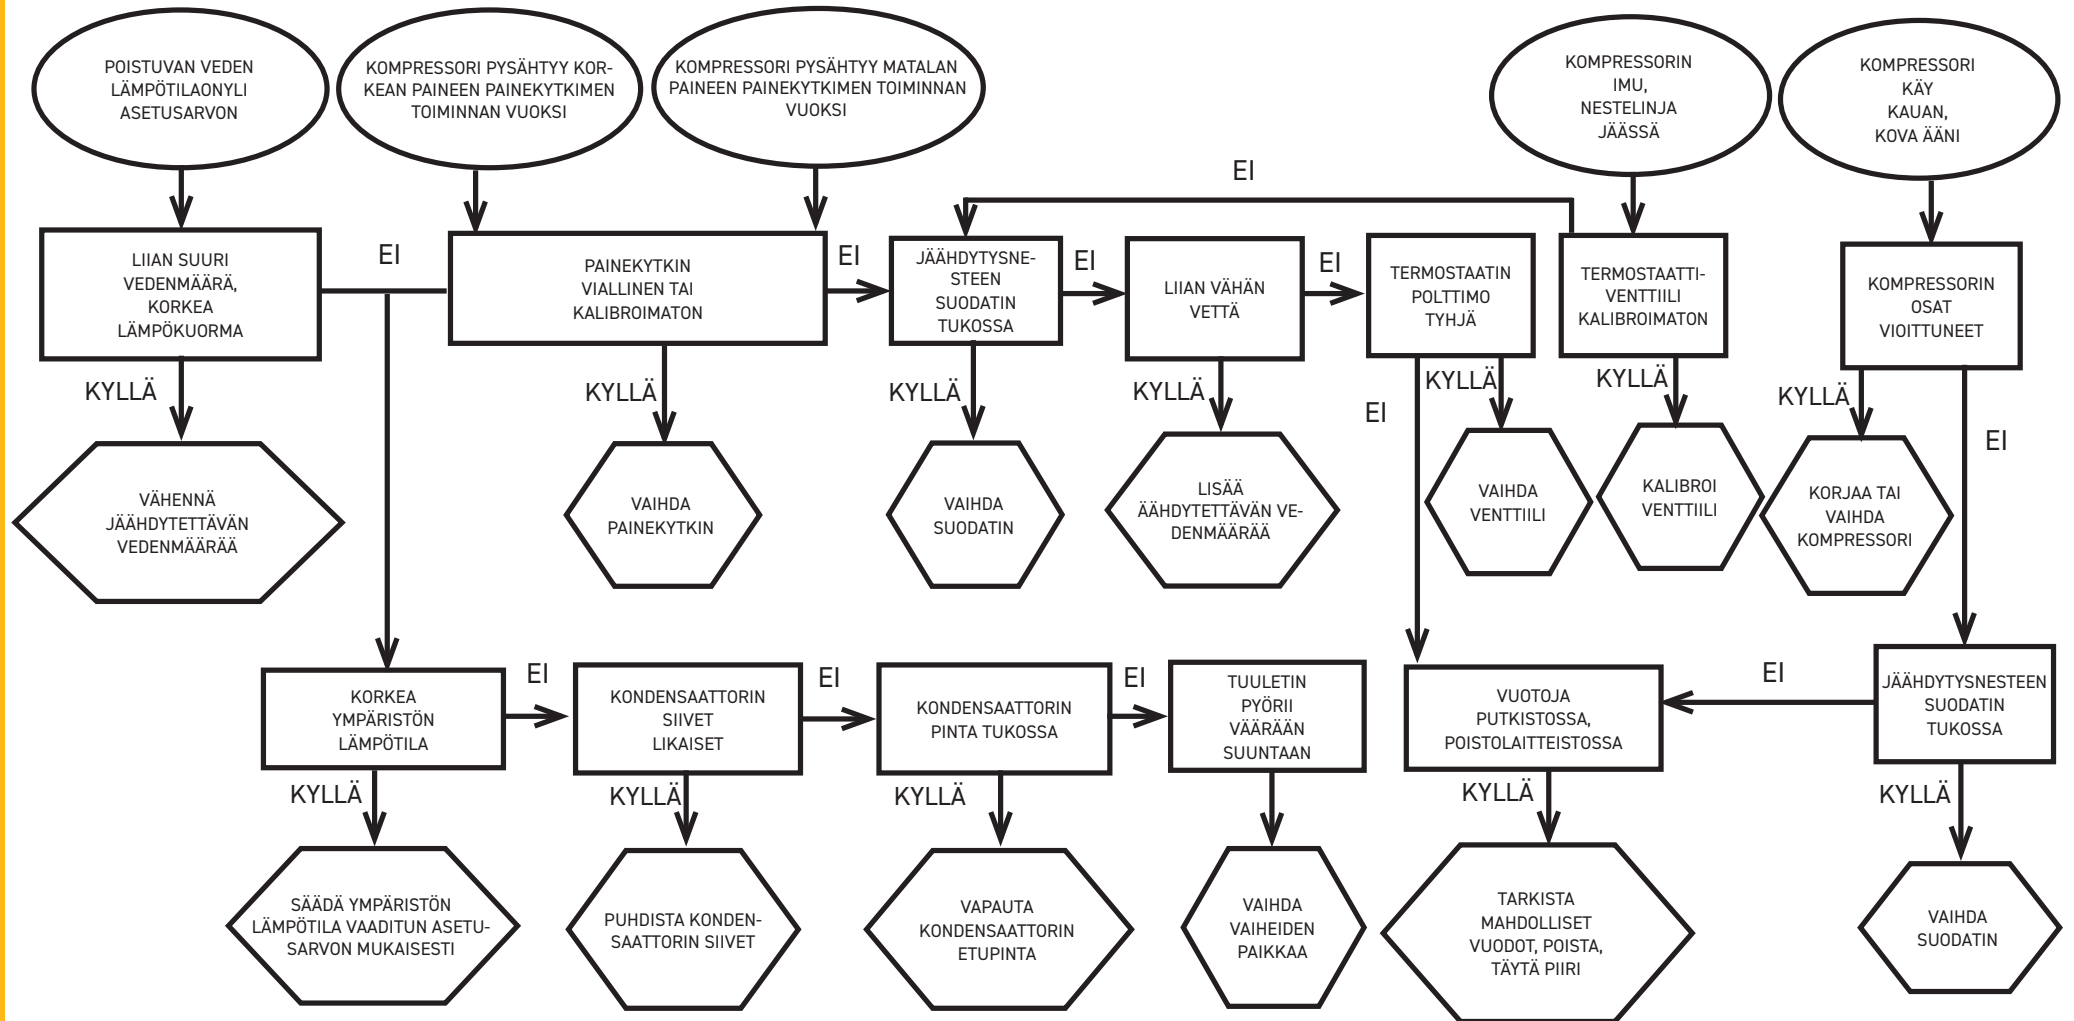 POISTUVAN VEDEN
LÄMPÖTILAONYLI
ASETUSARVON
KOMPRESSORI PYSÄHTYY KOR-
KEAN PAINEEN PAINEKYTKIMEN
TOIMINNAN VUOKSI
KOMPRESSORI PYSÄHTYY MATALAN
PAINEEN PAINEKYTKIMEN TOIMINNAN
VUOKSI
KOMPRESSORIN
IMU,
NESTELINJA
JÄÄSSÄ
KOMPRESSORI
KÄY
KAUAN,
KOVA ÄÄNI
EI
LIIAN SUURI
VEDENMÄÄRÄ,
KORKEA
LÄMPÖKUORMA
EI
PAINEKYTKIN
VIALLINEN TAI
KALIBROIMATON
EI
JÄÄHDYTYSNE-
STEEN
SUODATIN
TUKOSSA
EI
LIIAN VÄHÄN
VETTÄ
EI
TERMOSTAATIN
POLTTIMO
TYHJÄ
TERMOSTAATTI-
VENTTIILI
KALIBROIMATON
KOMPRESSORIN
OSAT
VIOITTUNEET
KYLLÄ
KYLLÄ
KYLLÄ
KYLLÄ
EI
KYLLÄ
KYLLÄ
KYLLÄ
EI
VÄHENNÄ
JÄÄHDYTETTÄVÄN
VEDENMÄÄRÄÄ
VAIHDA
PAINEKYTKIN
VAIHDA
SUODATIN
LISÄÄ
ÄÄHDYTETTÄVÄN VE-
DENMÄÄRÄÄ
VAIHDA
VENTTIILI
KALIBROI
VENTTIILI
KORJAA TAI
VAIHDA
KOMPRESSORI
KORKEA
YMPÄRISTÖN
LÄMPÖTILA
EI
KONDENSAATTORIN
SIIVET
LIKAISET
EI
KONDENSAATTORIN
PINTA TUKOSSA
EI
TUULETIN
PYÖRII
VÄÄRÄÄN
SUUNTAAN
VUOTOJA
PUTKISTOSSA,
POISTOLAITTEISTOSSA
EI
JÄÄHDYTYSNESTEEN
SUODATIN
TUKOSSA
KYLLÄ
KYLLÄ
KYLLÄ
KYLLÄ
KYLLÄ
SÄÄDÄ YMPÄRISTÖN
LÄMPÖTILA VAADITUN ASETU-
SARVON MUKAISESTI
PUHDISTA KONDEN-
SAATTORIN SIIVET
VAPAUTA
KONDENSAATTORIN
ETUPINTA
VAIHDA
VAIHEIDEN
PAIKKAA
TARKISTA
MAHDOLLISET
VUODOT, POISTA,
TÄYTÄ PIIRI
VAIHDA
SUODATIN